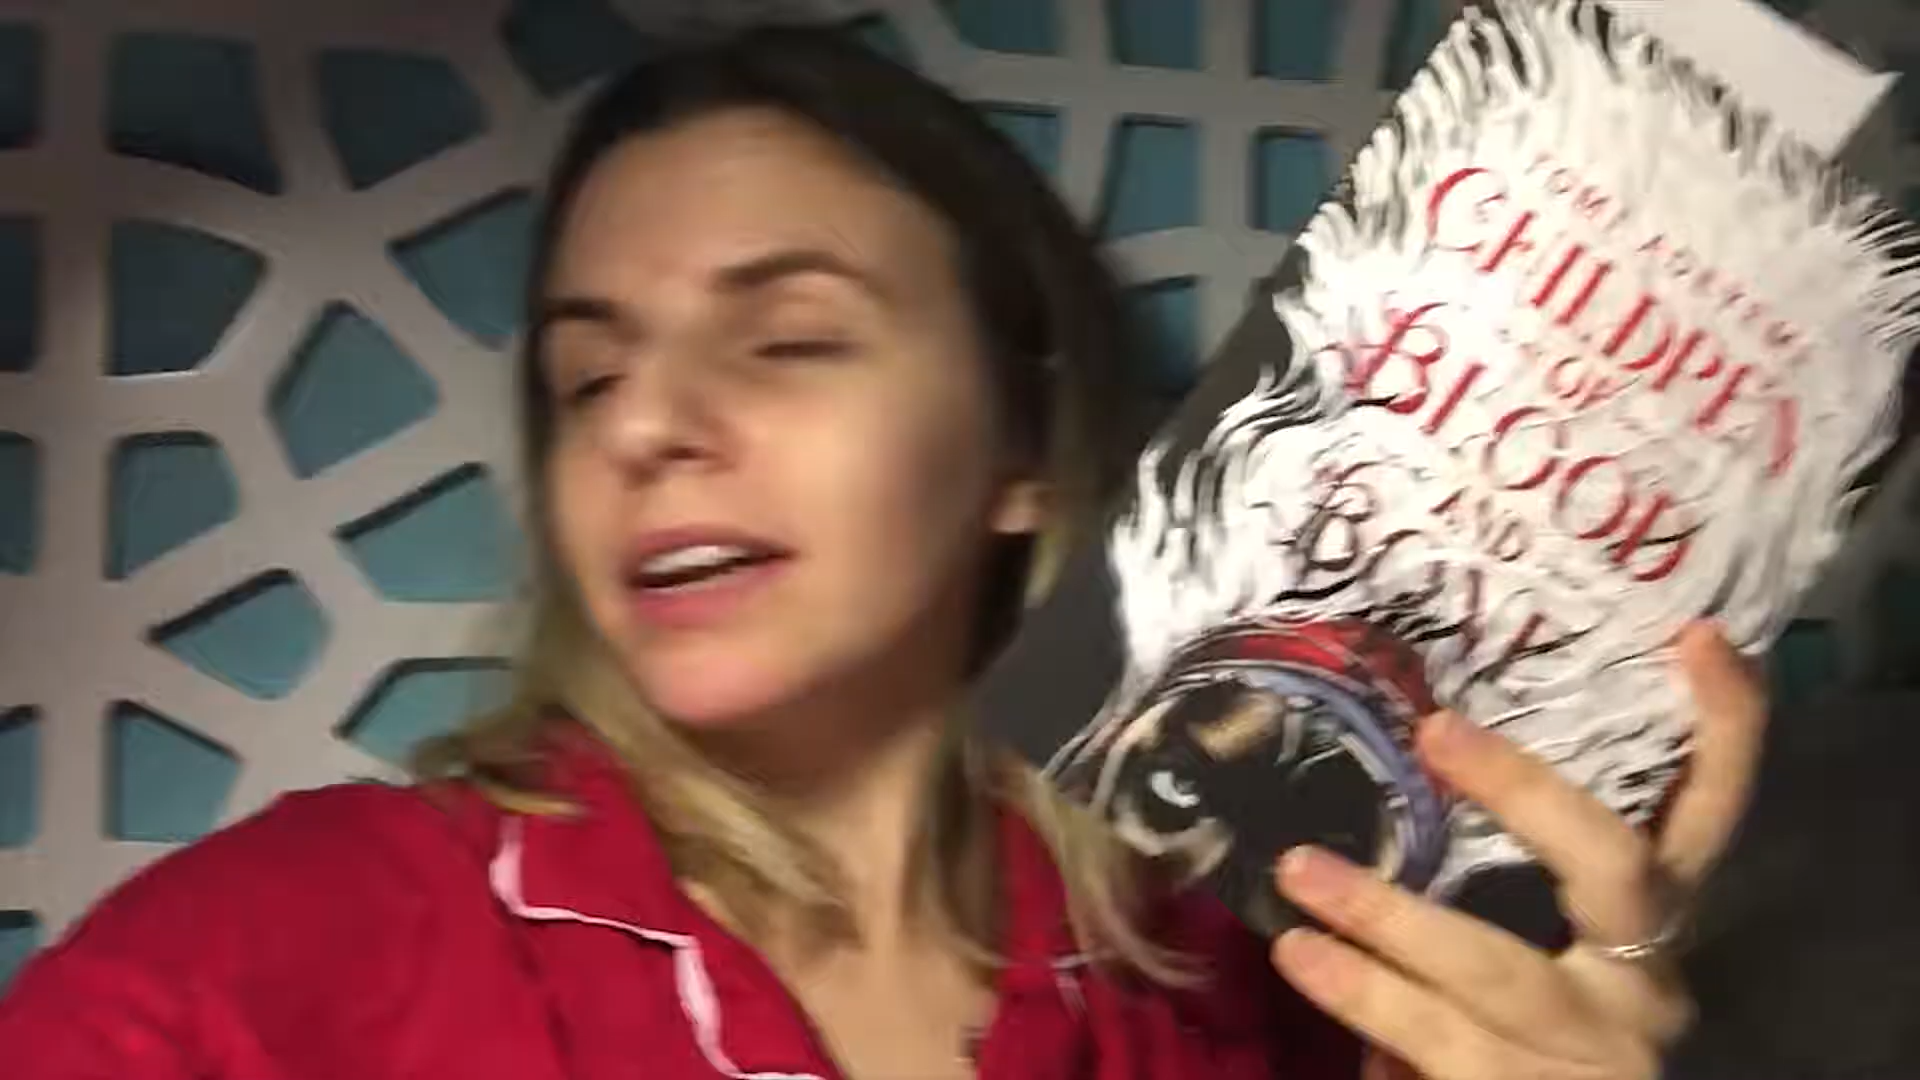 TOMI ADEYEMI
CHILDREN
OF
BLOOD
AND
BONE